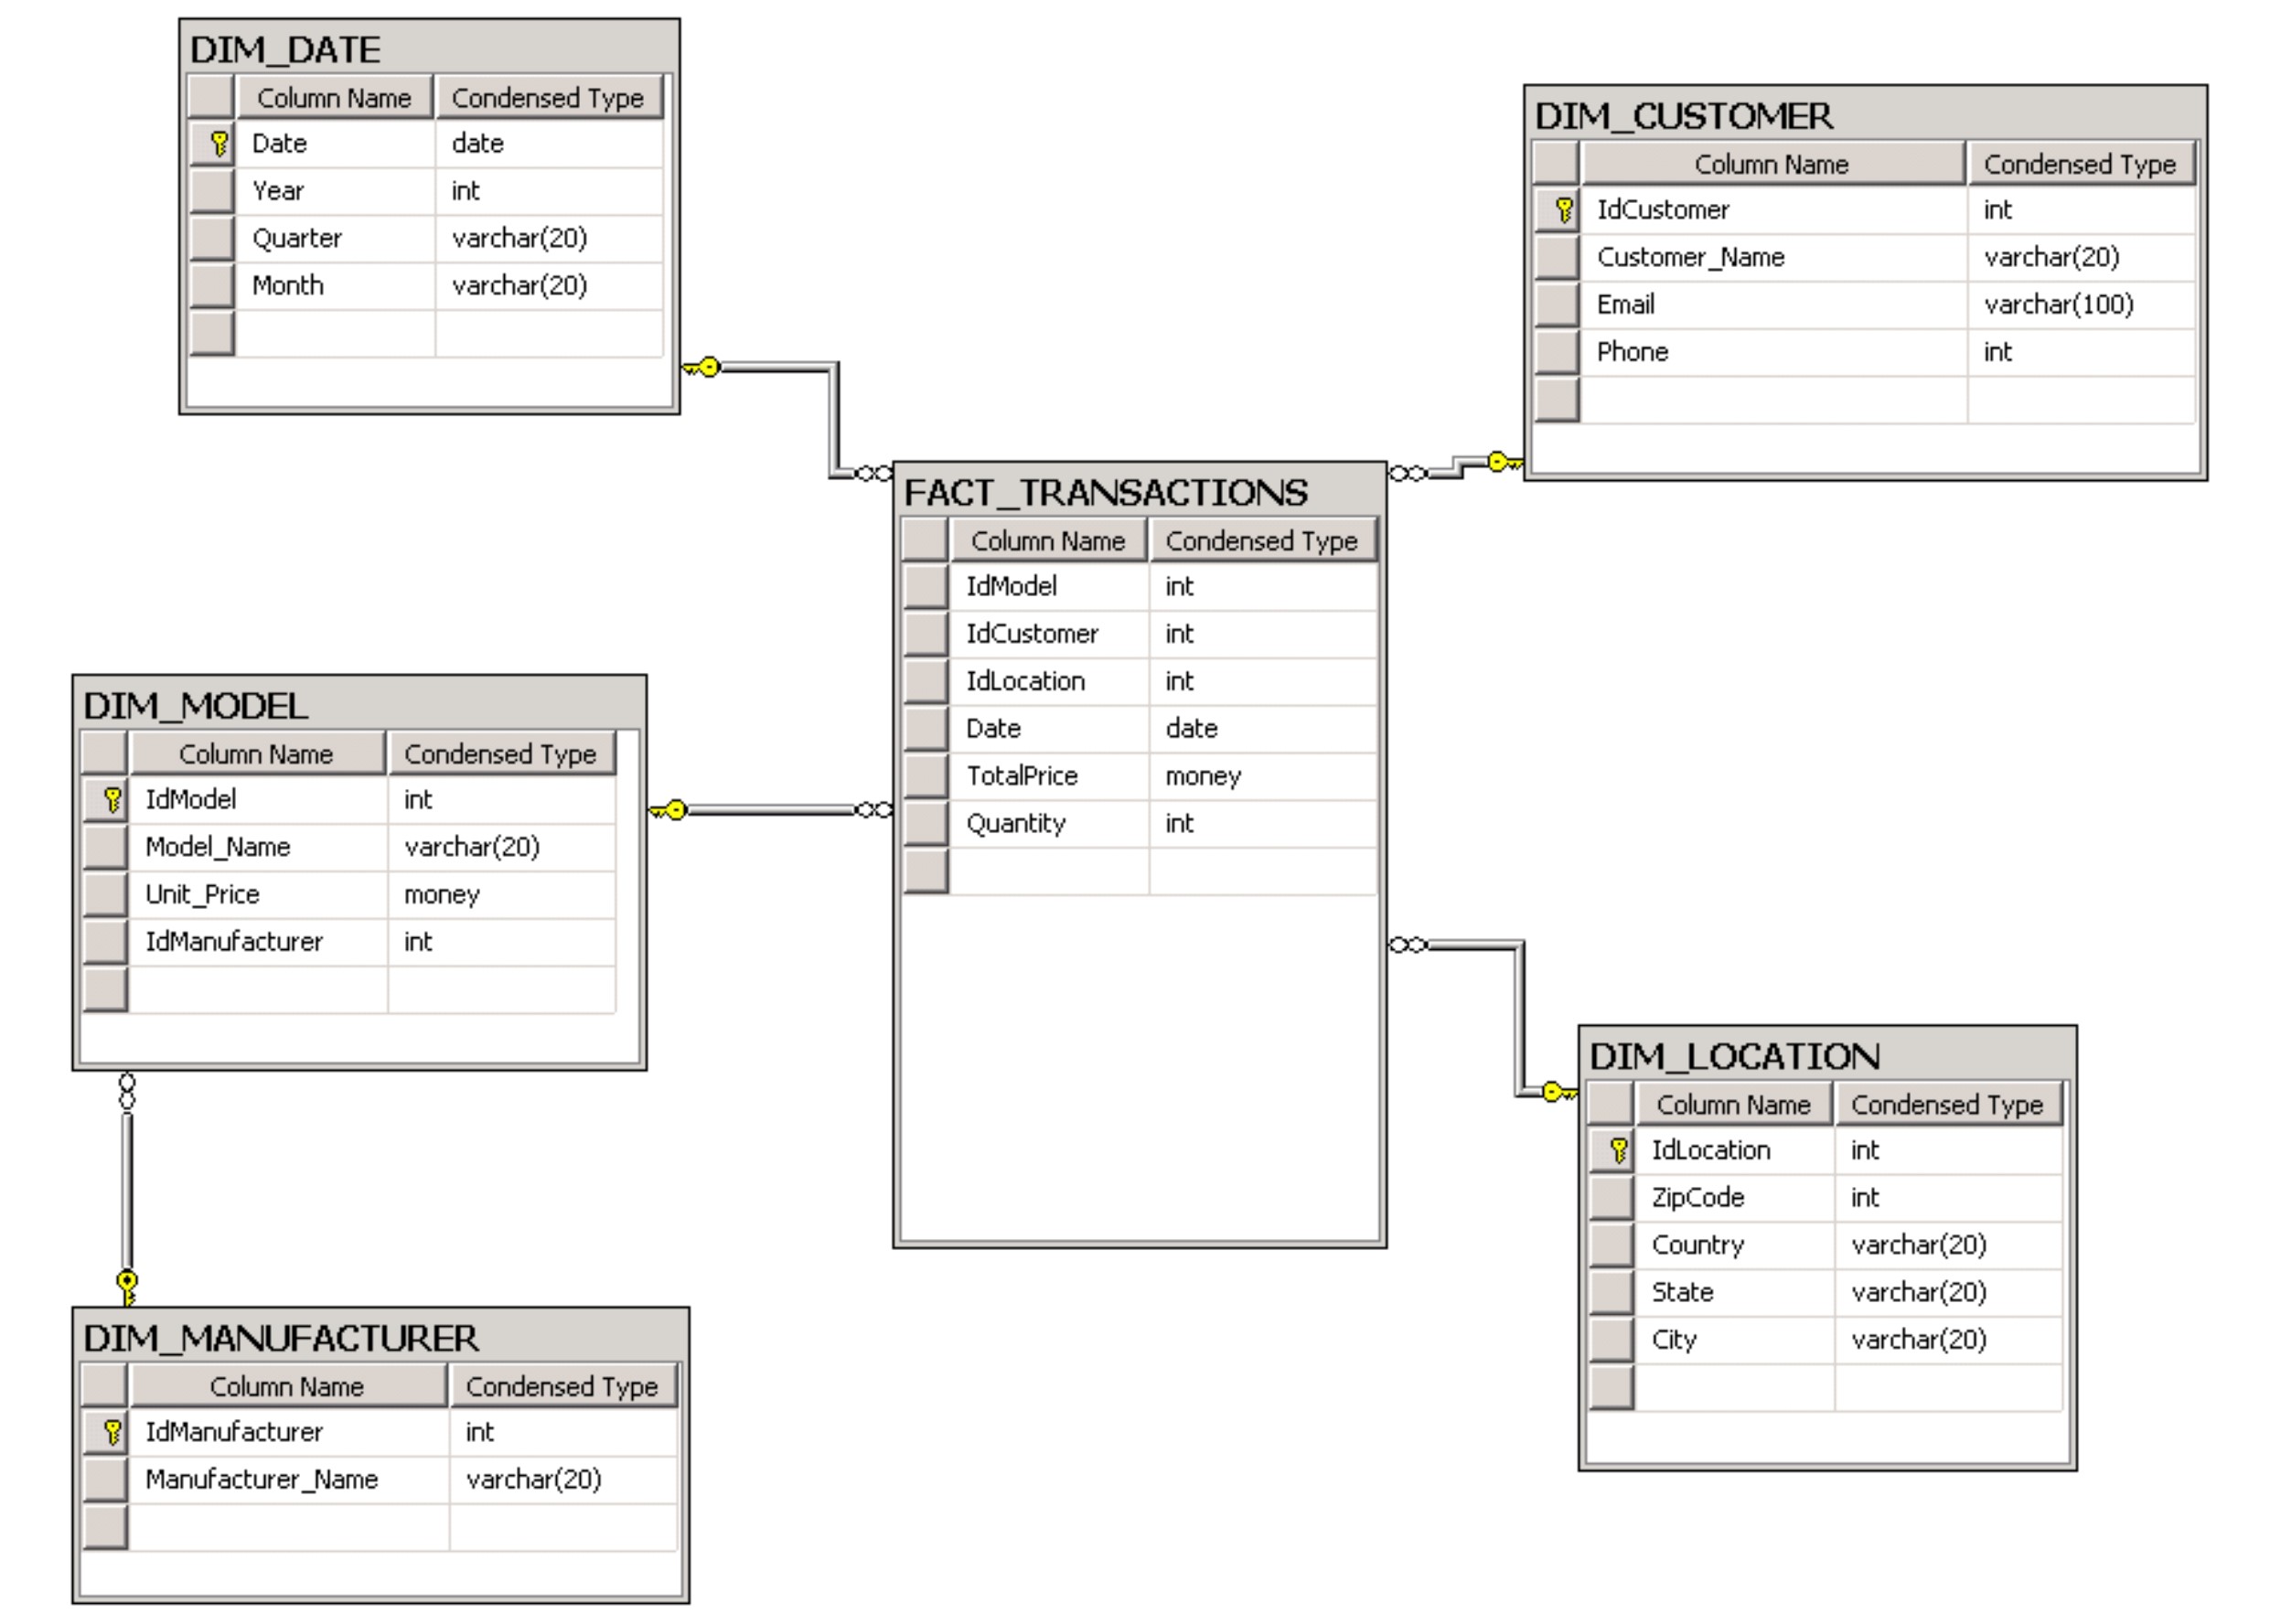 DIM_DATE
Column Name Condensed Type
Date date
Year int
Quarter varchar(20)
Month varchar(20)
DIM_CUSTOMER
Column Name Condensed Type
IdCustomer int
Customer_Name varchar(20)
Email varchar(100)
Phone int
FACT_TRANSACTIONS
Column Name Condensed Type
IdModel int
IdCustomer int
IdLocation int
Date date
TotalPrice money
Quantity int
DIM_MODEL
Column Name Condensed Type
IdModel int
Model_Name varchar(20)
Unit_Price money
IdManufacturer int
DIM_LOCATION
Column Name Condensed Type
IdLocation int
ZipCode int
Country varchar(20)
State varchar(20)
City varchar(20)
DIM_MANUFACTURER
Column Name Condensed Type
IdManufacturer int
Manufacturer_Name varchar(20)